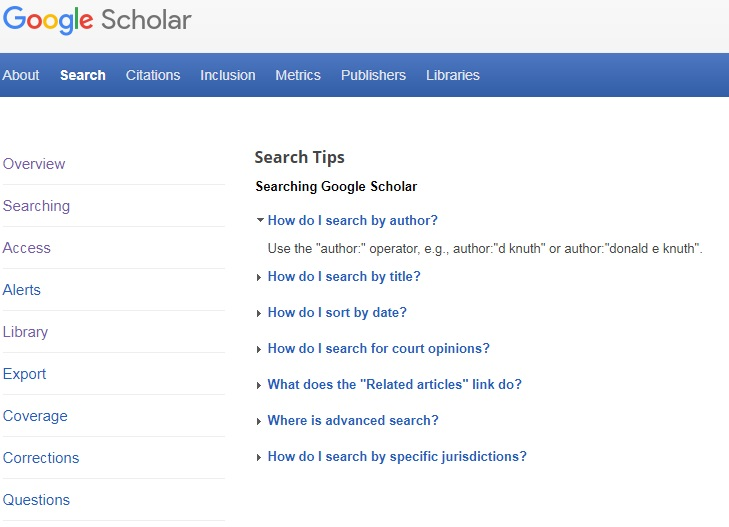 Google Scholar
About Search Citations Inclusion Metrics Publishers Libraries
Overview
Searching
Access
Alerts
Library
Export
Coverage
Corrections
Questions
Search Tips
Searching Google Scholar
How do I search by author?
Use the "author:" operator, e.g., author:"d knuth" or author:"donald e knuth".
How do I search by title?
How do I sort by date?
How do I search for court opinions?
What does the "Related articles" link do?
Where is advanced search?
How do I search by specific jurisdictions?